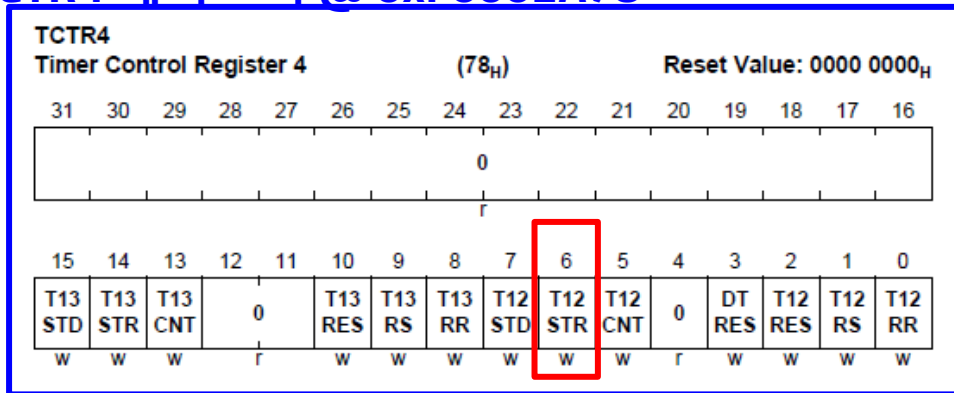 TCTR4
Timer Control Register 4 (78H) Reset Value: 0000 0000H
31 30 29 28 27 26 25 24 23 22 21 20 19 18 17 16
0
r
15 14 13 12 11 10 9 8 7 6 5 4 3 2 1 0
T13 T13 T13 0 T13 T13 T13 T12 T12 T12 0 DT T12 T12 T12
STD STR CNT RES RS RR STD STR CNT RES RES RS RR
w w w r w w w w w w r w w w w